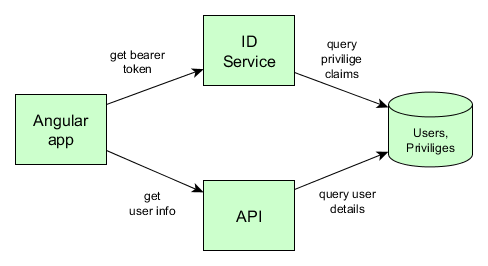 get bearer
token
ID
Service
query
privilige
claims
Angular
app
Users,
Priviliges
get
user info
API
query user
details